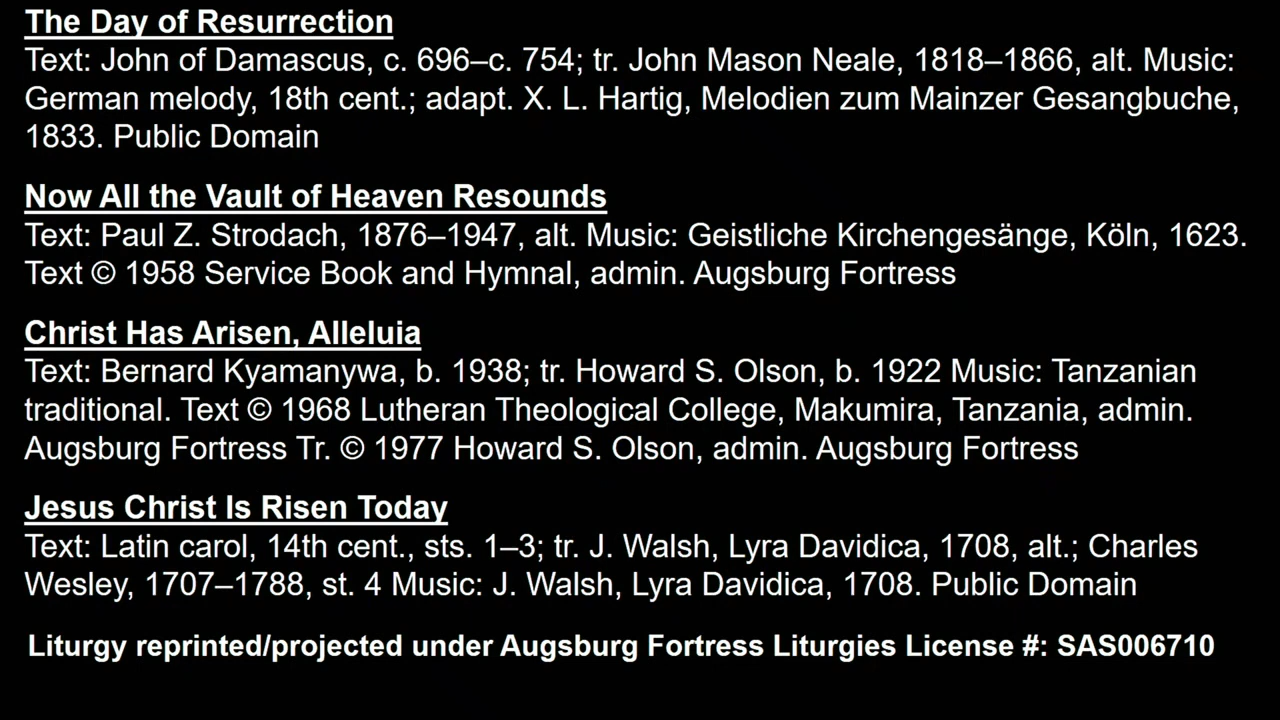 The Day of Resurrection
Text: John of Damascus, c. 696–c. 754; tr. John Mason Neale, 1818–1866, alt. Music:
German melody, 18th cent.; adapt. X. L. Hartig, Melodien zum Mainzer Gesangbuche,
1833. Public Domain
Now All the Vault of Heaven Resounds
Text: Paul Z. Strodach, 1876–1947, alt. Music: Geistliche Kirchengesänge, Köln, 1623.
Text © 1958 Service Book and Hymnal, admin. Augsburg Fortress
Christ Has Arisen, Alleluia
Text: Bernard Kyamanywa, b. 1938; tr. Howard S. Olson, b. 1922 Music: Tanzanian
traditional. Text © 1968 Lutheran Theological College, Makumira, Tanzania, admin.
Augsburg Fortress Tr. © 1977 Howard S. Olson, admin. Augsburg Fortress
Jesus Christ Is Risen Today
Text: Latin carol, 14th cent., sts. 1–3; tr. J. Walsh, Lyra Davidica, 1708, alt.; Charles
Wesley, 1707–1788, st. 4 Music: J. Walsh, Lyra Davidica, 1708. Public Domain
Liturgy reprinted/projected under Augsburg Fortress Liturgies License #: SAS006710